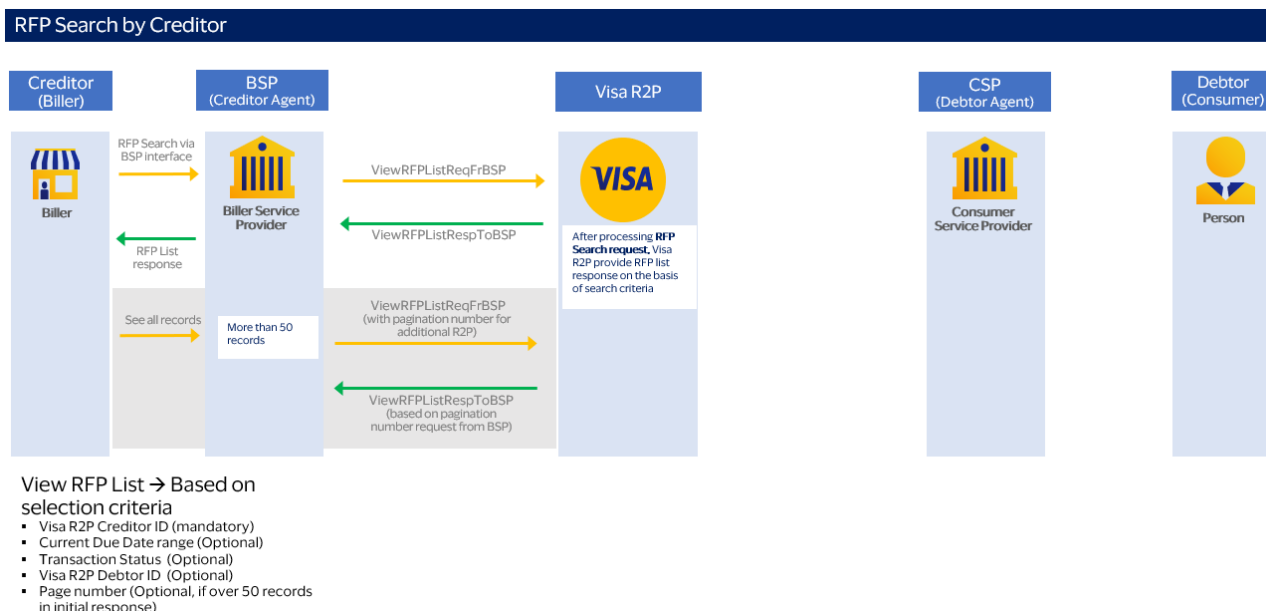 RFP Search by Creditor
Creditor
(Biller)
BSP
(Creditor Agent)
Visa R2P
CSP
(Debtor Agent)
Debtor
(Consumer)
RFP Search via
BSP interface
ViewRFPListReqFrBSP
VISA
Biller
Biller Service
Provider
Consumer
Service Provider
Person
ViewRFPListRespToBSP
RFP List
response
After processing RFP
Search request, Visa
R2P provide RFP list
response on the basis
of search criteria
See all records
More than 50
records
ViewRFPListReqFrBSP
(with pagination number for
additional R2P)
ViewRFPListRespToBSP
(based on pagination
number request from BSP)
View RFP List → Based on
selection criteria
▪ Visa R2P Creditor ID (mandatory)
▪ Current Due Date range (Optional)
▪ Transaction Status (Optional)
▪ Visa R2P Debtor ID (Optional)
▪ Page number (Optional, if over 50 records
in initial response)